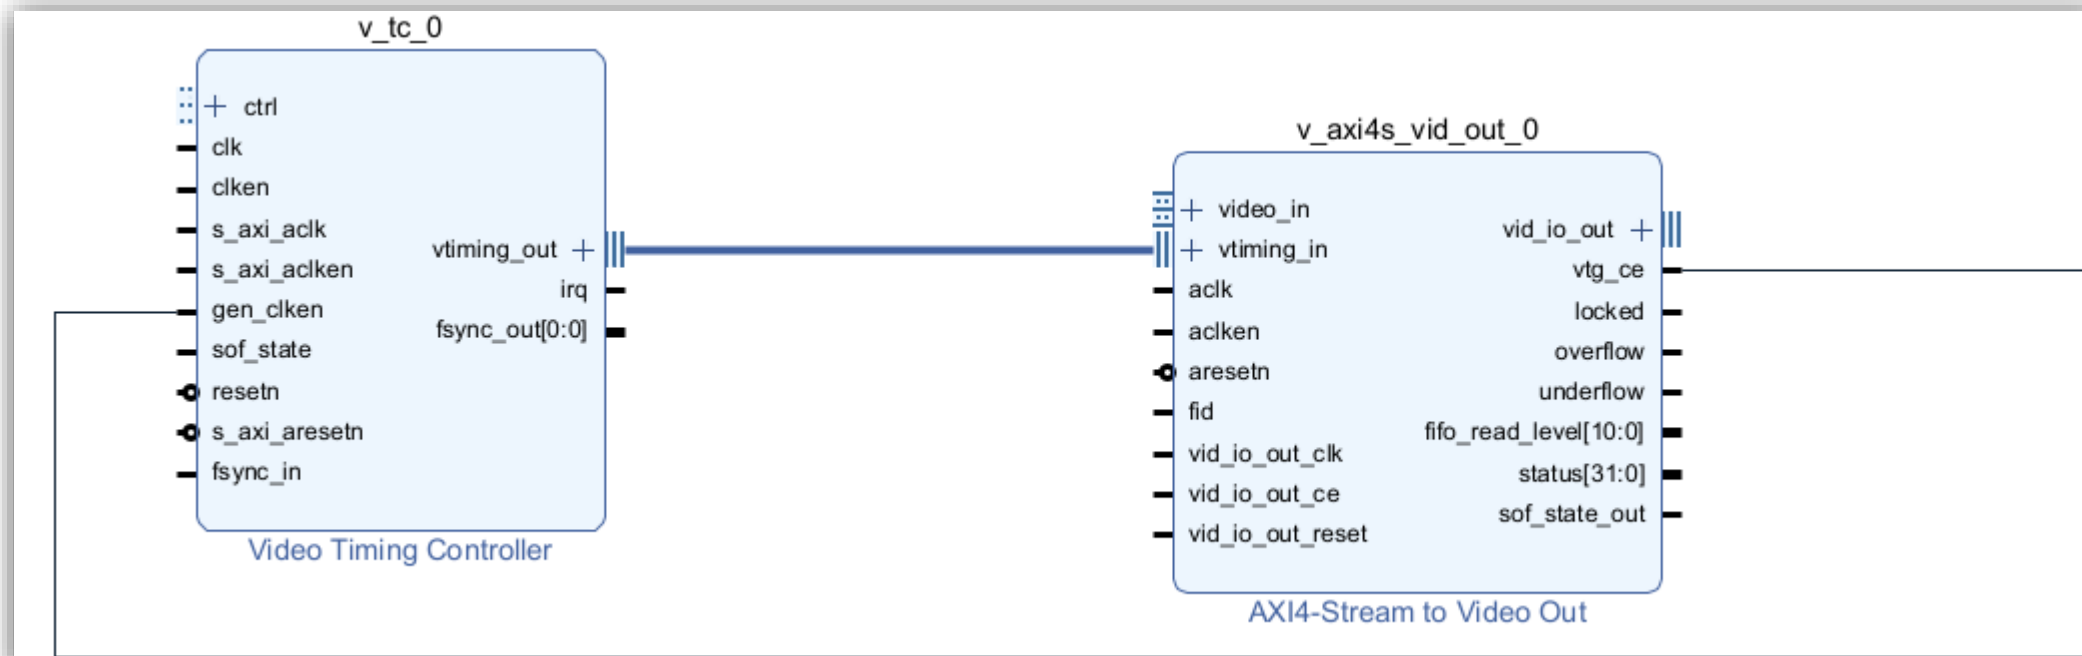 v_tc_0
ctrl
clk
clken
s_axi_aclk
s_axi_aclken
gen_clken
sof_state
resetn
s_axi_aresetn
fsync_in
vtiming_out
irq
fsync_out[0:0]
Video Timing Controller
v_axi4s_vid_out_0
video_in
vtiming_in
aclk
aclken
aresetn
fid
vid_io_out_clk
vid_io_out_ce
vid_io_out_reset
vid_io_out
vtg_ce
locked
overflow
underflow
fifo_read_level[10:0]
status[31:0]
sof_state_out
AXI4-Stream to Video Out